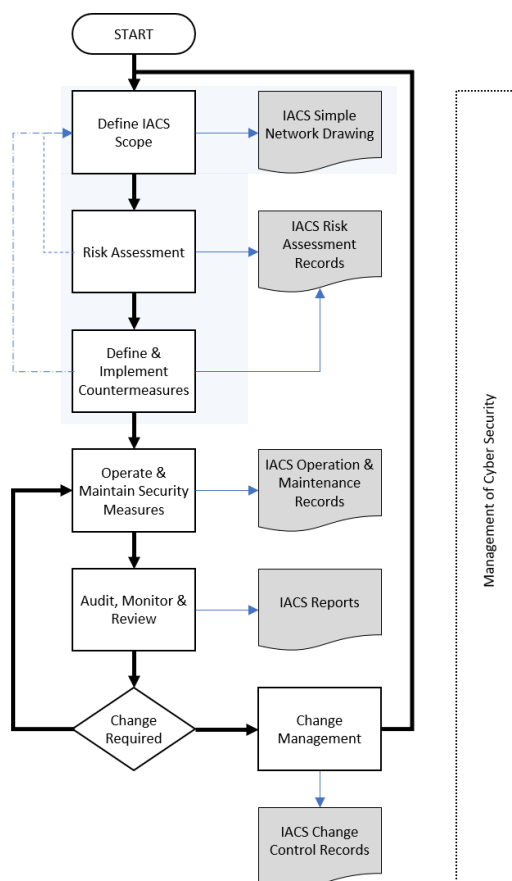 START
Define IACS
Scope
IACS Simple
Network Drawing
Risk Assessment
IACS Risk
Assessment
Records
Define &
Implement
Countermeasures
Operate &
Maintain Security
Measures
IACS Operation &
Maintenance
Records
Audit, Monitor &
Review
IACS Reports
Change
Required
Change
Management
IACS Change
Control Records
Management of Cyber Security